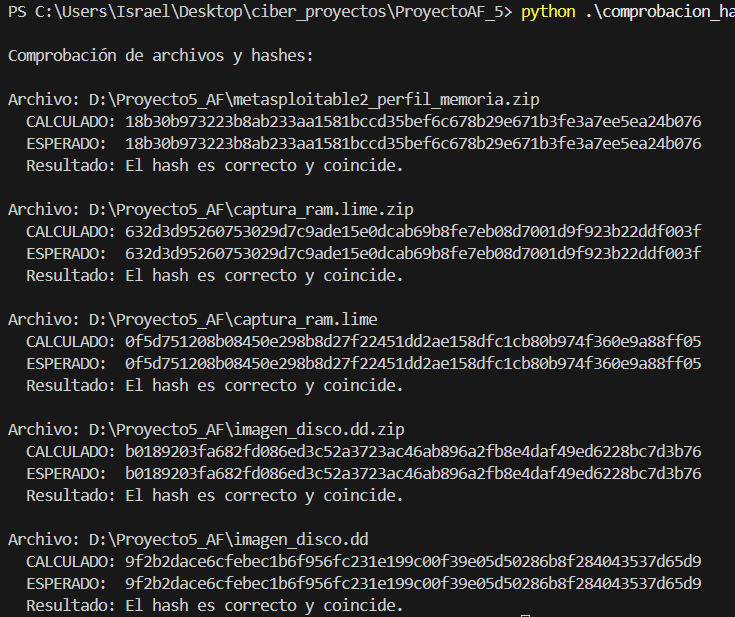 PS C:\Users\Israel\Desktop\ciber_proyectos\ProyectoAF_5> python .\comprobacion_ha
Comprobación de archivos y hashes:
Archivo: D:\Proyecto5_AF\metasploitable2_perfil_memoria.zip
CALCULADO: 18b30b973223b8ab233aa1581bccd35bef6c678b29e671b3fe3a7ee5ea24b076
ESPERADO: 18b30b973223b8ab233aa1581bccd35bef6c678b29e671b3fe3a7ee5ea24b076
Resultado: El hash es correcto y coincide.
Archivo: D:\Proyecto5_AF\captura_ram.lime.zip
CALCULADO: 632d3d95260753029d7c9ade15e0dcab69b8fe7eb08d7001d9f923b22ddf003f
ESPERADO: 632d3d95260753029d7c9ade15e0dcab69b8fe7eb08d7001d9f923b22ddf003f
Resultado: El hash es correcto y coincide.
Archivo: D:\Proyecto5_AF\captura_ram.lime
CALCULADO: 0f5d751208b08450e298b8d27f22451dd2ae158dfc1cb80b974f360e9a88ff05
ESPERADO: 0f5d751208b08450e298b8d27f22451dd2ae158dfc1cb80b974f360e9a88ff05
Resultado: El hash es correcto y coincide.
Archivo: D:\Proyecto5_AF\imagen_disco.dd.zip
CALCULADO: b0189203fa682fd086ed3c52a3723ac46ab896a2fb8e4daf49ed6228bc7d3b76
ESPERADO: b0189203fa682fd086ed3c52a3723ac46ab896a2fb8e4daf49ed6228bc7d3b76
Resultado: El hash es correcto y coincide.
Archivo: D:\Proyecto5_AF\imagen_disco.dd
CALCULADO: 9f2b2dace6cfebec1b6f956fc231e199c00f39e05d50286b8f284043537d65d9
ESPERADO: 9f2b2dace6cfebec1b6f956fc231e199c00f39e05d50286b8f284043537d65d9
Resultado: El hash es correcto y coincide.